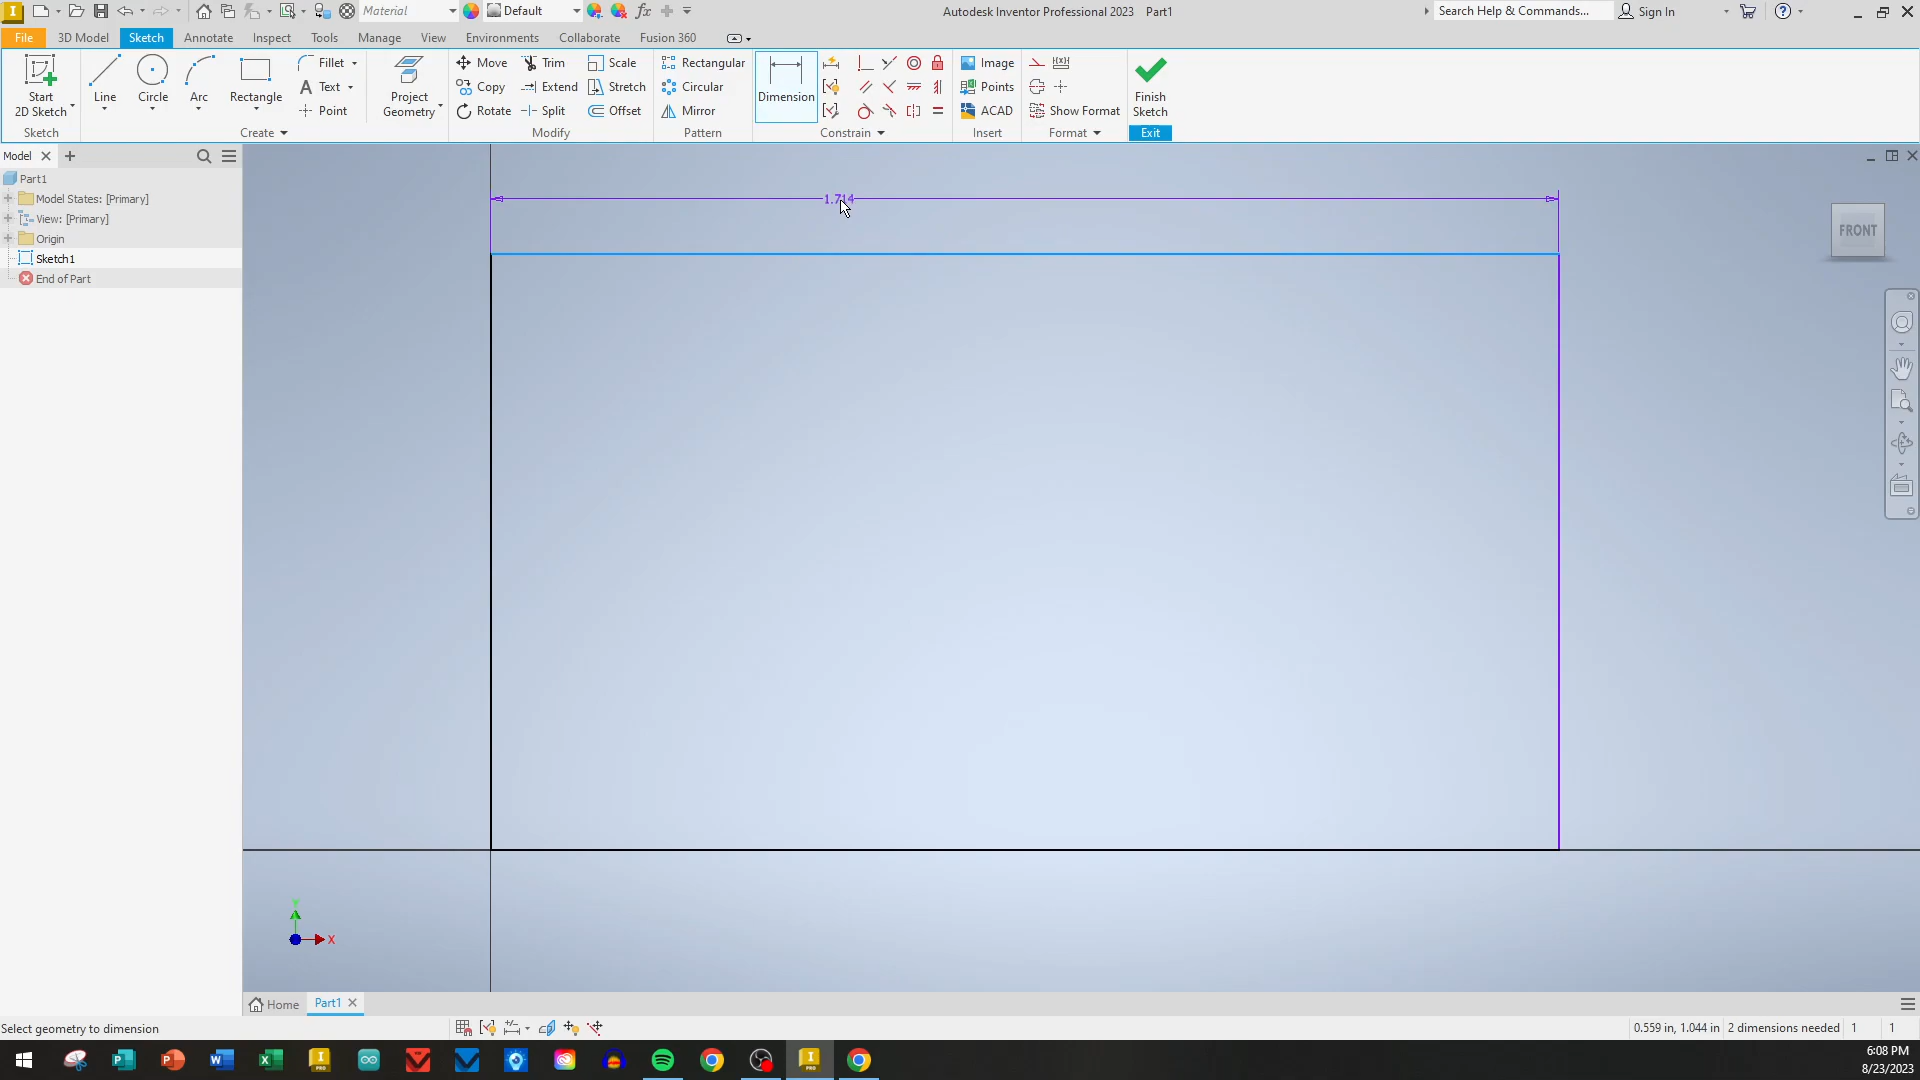 Material
Default
Autodesk Inventor Professional 2023 Part1
Search Help & Commands...
Sign In
File
3D Model
Sketch
Annotate
Inspect
Tools
Manage
View
Environments
Collaborate
Fusion 360
Start
2D Sketch
Line
Circle
Arc
Rectangle
Fillet
Text
Point
Project
Geometry
Move
Copy
Rotate
Trim
Extend
Split
Scale
Stretch
Offset
Rectangular
Circular
Mirror
Dimension
Image
Points
ACAD
Show Format
Finish
Sketch
Sketch
Create
Modify
Pattern
Constrain
Insert
Format
Exit
Model
Part1
Model States: [Primary]
View: [Primary]
Origin
Sketch1
End of Part
1.714
FRONT
Y
X
Home
Part1
Select geometry to dimension
0.559 in, 1.044 in 2 dimensions needed 1 1
6:08 PM
8/23/2023